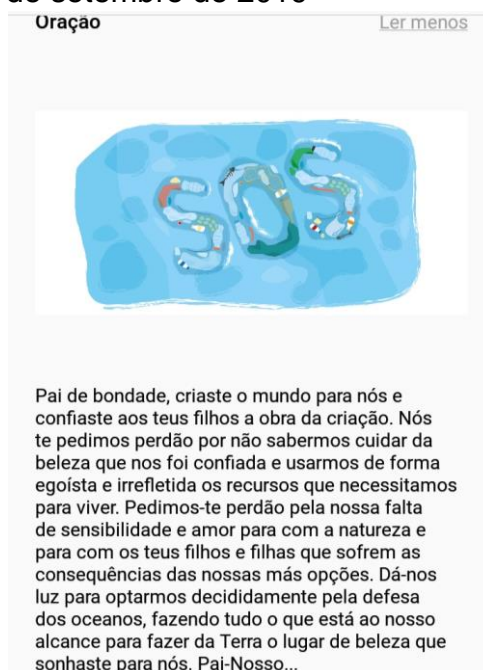 de setembro de 2018
Oração
Ler menos
SOS
Pai de bondade, criaste o mundo para nós e
confiaste aos teus filhos a obra da criação. Nós
te pedimos perdão por não sabermos cuidar da
beleza que nos foi confiada e usarmos de forma
egoísta e irrefletida os recursos que necessitamos
para viver. Pedimos-te perdão pela nossa falta
de sensibilidade e amor para com a natureza e
para com os teus filhos e filhas que sofrem as
consequências das nossas más opções. Dá-nos
luz para optarmos decididamente pela defesa
dos oceanos, fazendo tudo o que está ao nosso
alcance para fazer da Terra o lugar de beleza que
sonhaste para nós. Pai-Nosso...